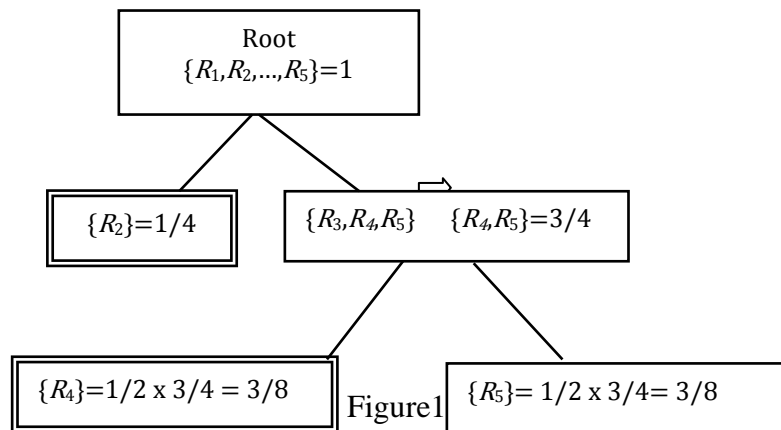 Root
{R₁,R₂,...,R₅}=1
{R₂}=1/4
{R₃,R₄,R₅} {R₄,R₅}=3/4
{R₄}=1/2 x 3/4 = 3/8
Figure1
{R₅}= 1/2 x 3/4= 3/8